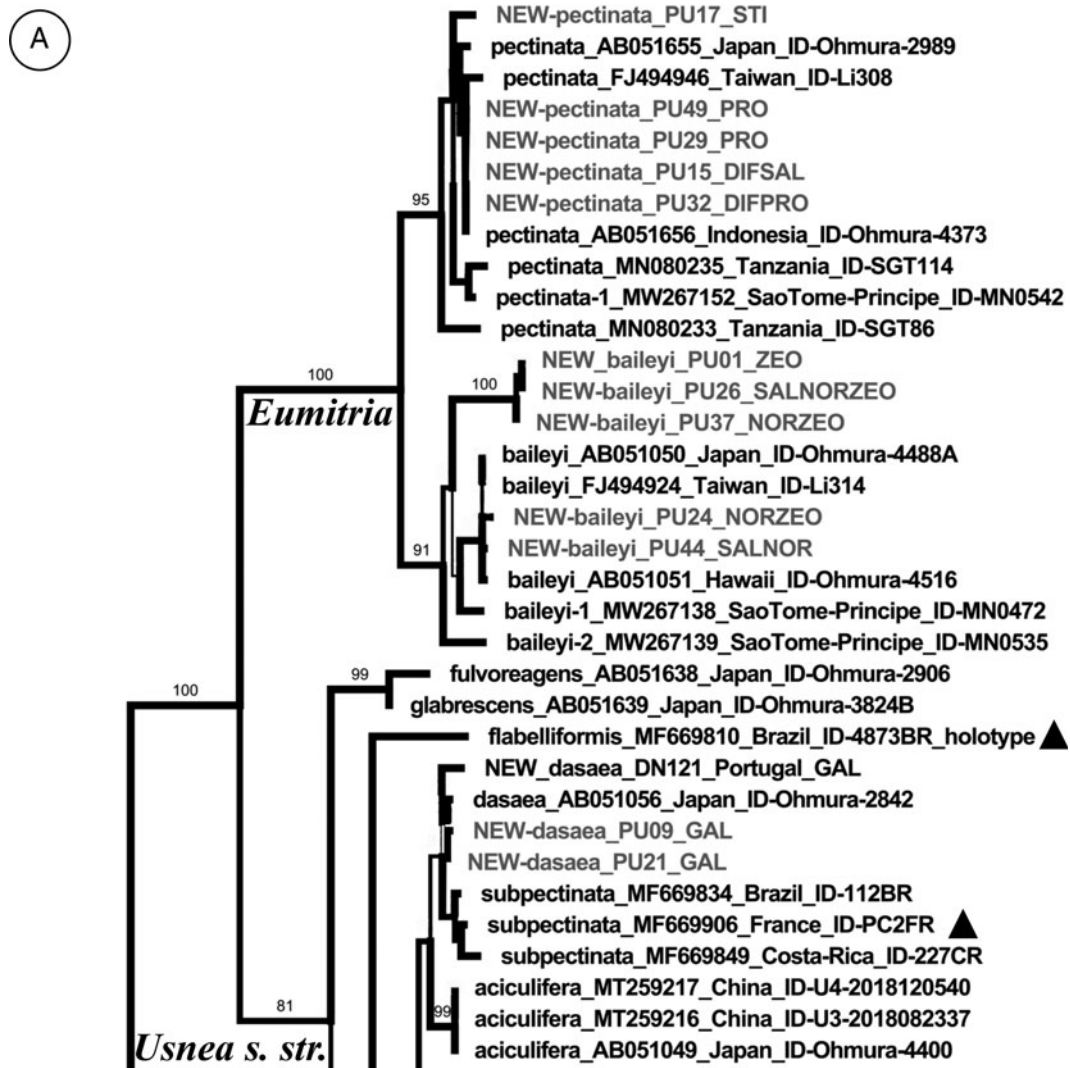 A
NEW-pectinata_PU17_STI
pectinata_AB051655_Japan_ID-Ohmura-2989
pectinata_FJ494946_Taiwan_ID-Li308
NEW-pectinata_PU49_PRO
NEW-pectinata_PU29_PRO
NEW-pectinata_PU15_DIFSAL
NEW-pectinata_PU32_DIFPRO
95
pectinata_AB051656_Indonesia_ID-Ohmura-4373
pectinata_MN080235_Tanzania_ID-SGT114
pectinata-1_MW267152_SaoTome-Principe_ID-MN0542
pectinata_MN080233_Tanzania_ID-SGT86
NEW_baileyi_PU01_ZEO
100
100
NEW-baileyi_PU26_SALNORZEO
Eumitria
NEW-baileyi_PU37_NORZEO
baileyi_AB051050_Japan_ID-Ohmura-4488A
baileyi_FJ494924_Taiwan_ID-Li314
NEW-baileyi_PU24_NORZEO
91
NEW-baileyi_PU44_SALNOR
baileyi_AB051051_Hawaii_ID-Ohmura-4516
baileyi-1_MW267138_SaoTome-Principe_ID-MN0472
baileyi-2_MW267139_SaoTome-Principe_ID-MN0535
99
fulvoreagens_AB051638_Japan_ID-Ohmura-2906
100
glabrescens_AB051639_Japan_ID-Ohmura-3824B
flabelliformis_MF669810_Brazil_ID-4873BR_holotype
NEW_dasaea_DN121_Portugal_GAL
dasaea_AB051056_Japan_ID-Ohmura-2842
NEW-dasaea_PU09_GAL
NEW-dasaea_PU21_GAL
subpectinata_MF669834_Brazil_ID-112BR
subpectinata_MF669906_France_ID-PC2FR
subpectinata_MF669849_Costa-Rica_ID-227CR
aciculifera_MT259217_China_ID-U4-2018120540
81
99
aciculifera_MT259216_China_ID-U3-2018082337
Usnea s. str.
aciculifera_AB051049_Japan_ID-Ohmura-4400